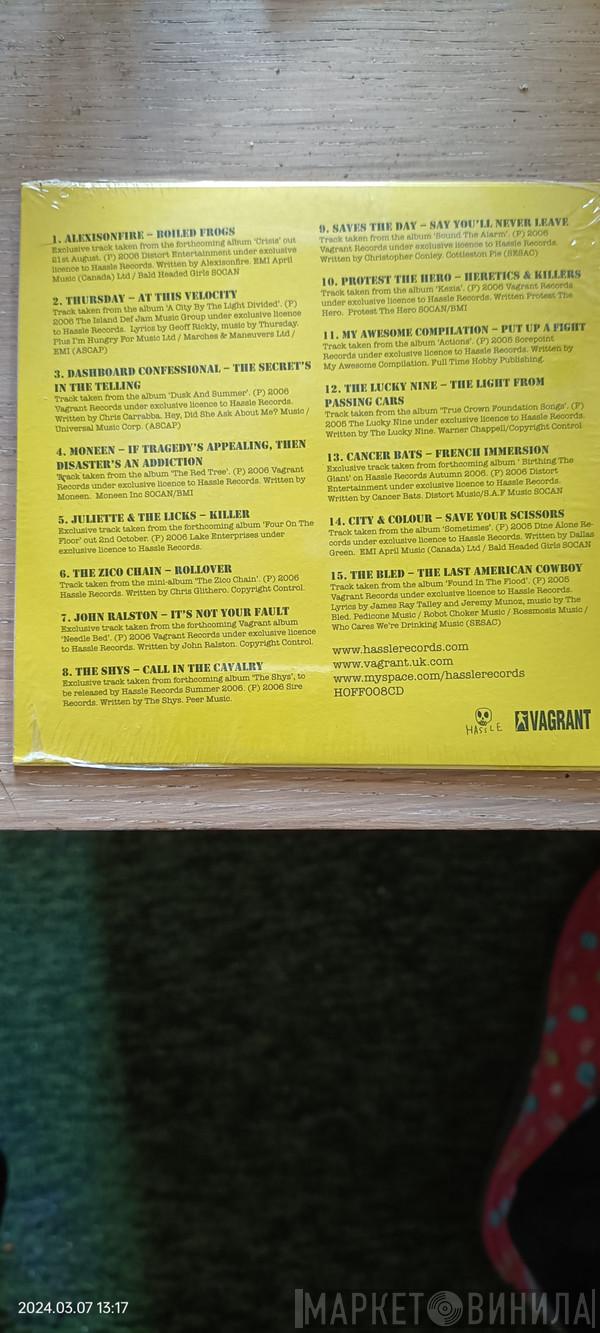 1. ALEXISONFIRE – BOILED FROGS
Exclusive track taken from the forthcoming album 'Crisis' out
21st August. (P) 2006 Distort Entertainment under exclusive
licence to Hassle Records. Written by Alexisonfire. EMI April
Music (Canada) Ltd / Bald Headed Girls SOCAN
2. THURSDAY – AT THIS VELOCITY
Track taken from the album 'A City By The Light Divided'. (P)
2006 The Island Def Jam Music Group under exclusive licence
to Hassle Records. Lyrics by Geoff Rickly, music by Thursday.
Plus I'm Hungry For Music Ltd / Marches & Maneuvers Ltd /
EMI (ASCAP)
3. DASHBOARD CONFESSIONAL – THE SECRET'S
IN THE TELLING
Track taken from the album 'Dusk And Summer'. (P) 2006
Vagrant Records under exclusive licence to Hassle Records.
Written by Chris Carrabba. Hey, Did She Ask About Me? Music /
Universal Music Corp. (ASCAP)
4. MONEEN – IF TRAGEDY'S APPEALING, THEN
DISASTER'S AN ADDICTION
Track taken from the album 'The Red Tree'. (P) 2006 Vagrant
Records under exclusive licence to Hassle Records. Written by
Moneen. Moneen Inc SOCAN/BMI
5. JULIETTE & THE LICKS – KILLER
Exclusive track taken from the forthcoming album 'Four On The
Floor' out 2nd October. (P) 2006 Lake Enterprises under
exclusive licence to Hassle Records.
6. THE ZICO CHAIN – ROLLOVER
Track taken from the mini-album 'The Zico Chain'. (P) 2006
Hassle Records. Written by Chris Glithero. Copyright Control.
7. JOHN RALSTON – IT'S NOT YOUR FAULT
Exclusive track taken from the forthcoming Vagrant album
'Needle Bed'. (P) 2006 Vagrant Records under exclusive licence
to Hassle Records. Written by John Ralston. Copyright Control.
8. THE SHYS – CALL IN THE CAVALRY
Exclusive track taken from forthcoming album 'The Shys', to
be released by Hassle Records Summer 2006. (P) 2006 Sire
Records. Written by The Shys. Peer Music.
9. SAVES THE DAY – SAY YOU'LL NEVER LEAVE
Track taken from the album 'Sound The Alarm'. (P) 2006
Vagrant Records under exclusive licence to Hassle Records.
Written by Christopher Conley. Cottleston Pie (SESAC)
10. PROTEST THE HERO – HERETICS & KILLERS
Track taken from the album 'Kezia'. (P) 2006 Vagrant Records
under exclusive licence to Hassle Records. Written Protest The
Hero. Protest The Hero SOCAN/BMI
11. MY AWESOME COMPILATION – PUT UP A FIGHT
Track taken from the album 'Actions'. (P) 2005 Sorepoint
Records under exclusive licence to Hassle Records. Written by
My Awesome Compilation. Full Time Hobby Publishing.
12. THE LUCKY NINE – THE LIGHT FROM
PASSING CARS
Track taken from the album 'True Crown Foundation Songs'. (P)
2005 The Lucky Nine under exclusive licence to Hassle Records.
Written by The Lucky Nine. Warner Chappell/Copyright Control
13. CANCER BATS – FRENCH IMMERSION
Exclusive track taken from forthcoming album ' Birthing The
Giant' on Hassle Records Autumn 2006. (P) 2006 Distort
Entertainment under exclusive licence to Hassle Records.
Written by Cancer Bats. Distort Music/S.A.F Music SOCAN
14. CITY & COLOUR – SAVE YOUR SCISSORS
Track taken from the album 'Sometimes'. (P) 2005 Dine Alone Re-
cords under exclusive licence to Hassle Records. Written by Dallas
Green. EMI April Music (Canada) Ltd / Bald Headed Girls SOCAN
15. THE BLED – THE LAST AMERICAN COWBOY
Track taken from the album 'Found In The Flood'. (P) 2005
Vagrant Records under exclusive licence to Hassle Records.
Lyrics by James Ray Talley and Jeremy Munoz, music by The
Bled. Pedicone Music / Robot Choker Music / Rossmosis Music /
Who Cares We're Drinking Music (SESAC)
www.hasslerecords.com
www.vagrant.uk.com
www.myspace.com/hasslerecords
HOFF008CD
HASSLE
VAGRANT
2024.03.07 13:17
МАРКЕТ ВИНИЛА